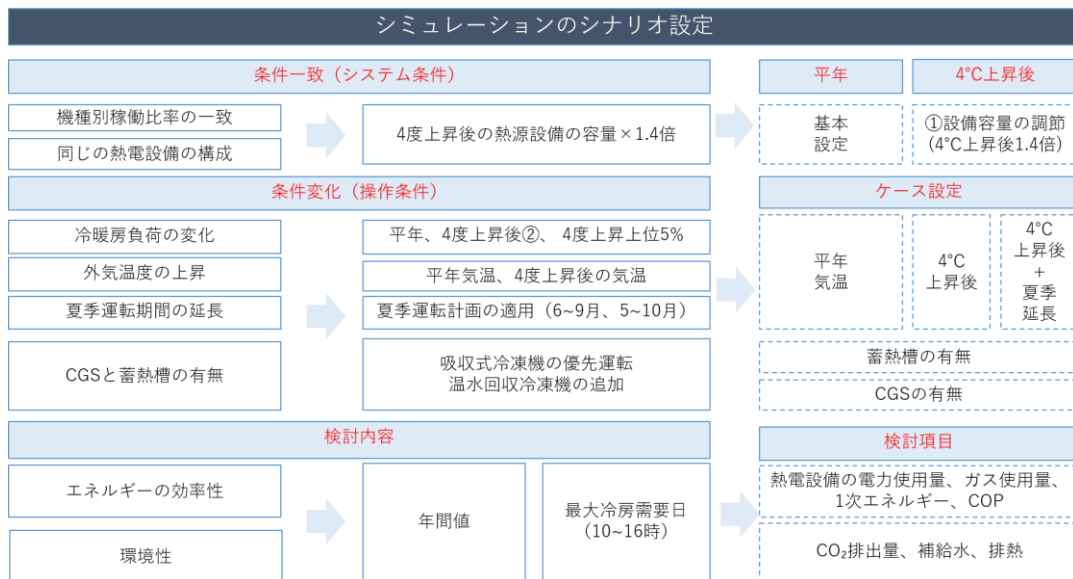 シミュレーションのシナリオ設定
条件一致（システム条件）
機種別稼働比率の一致
同じの熱電設備の構成
4度上昇後の熱源設備の容量×1.4倍
平年
4℃上昇後
基本
設定
①設備容量の調節
(4℃上昇後1.4倍)
条件変化（操作条件）
冷暖房負荷の変化
平年、4度上昇後②、 4度上昇上位5%
外気温度の上昇
平年気温、4度上昇後の気温
夏季運転期間の延長
夏季運転計画の適用（6~9月、5~10月）
CGSと蓄熱槽の有無
吸収式冷凍機の優先運転
温水回収冷凍機の追加
ケース設定
平年
気温
4℃
上昇後
4℃
上昇後
+
夏季
延長
蓄熱槽の有無
CGSの有無
検討内容
エネルギーの効率性
環境性
年間値
最大冷房需要日
(10~16時)
検討項目
熱電設備の電力使用量、ガス使用量、
1次エネルギー、COP
CO₂排出量、補給水、排熱